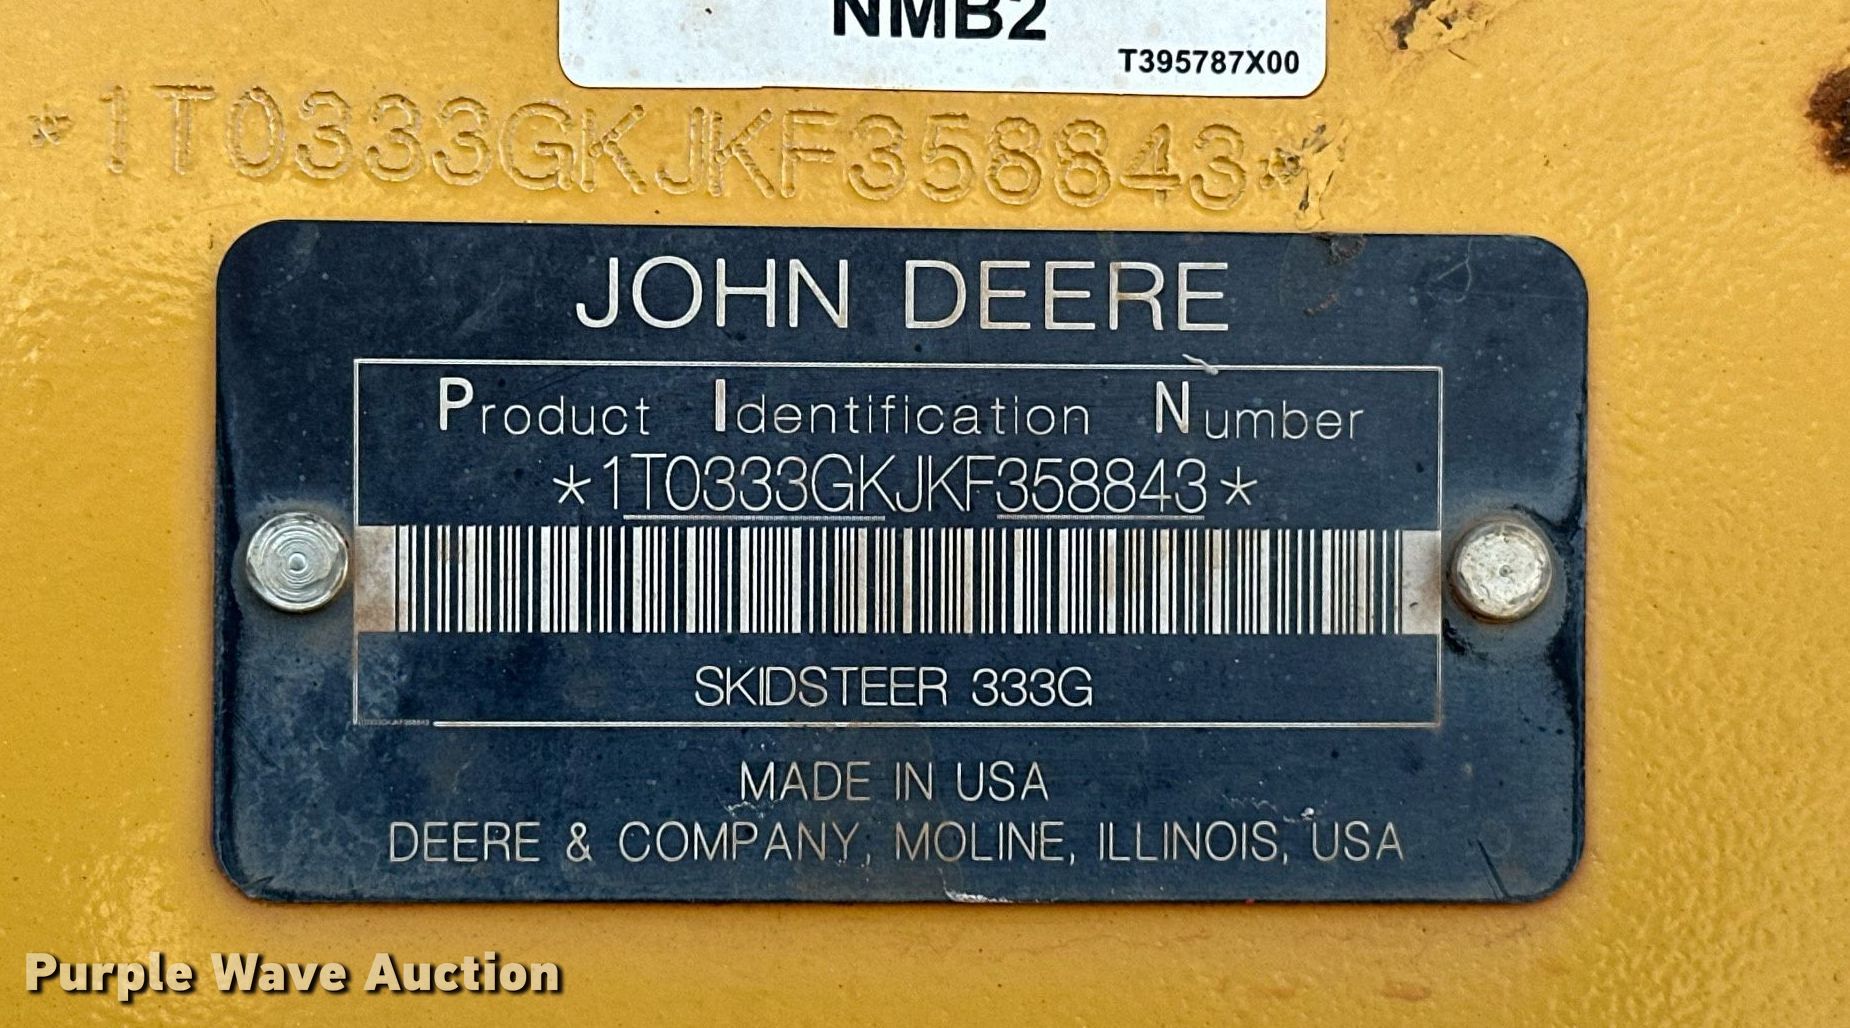 NMB2
T395787X00
*1T0333GKJKF358843*
JOHN DEERE
Product Identification Number
*1T0333GKJKF358843*
SKIDSTEER 333G
1T0333GKJKF358843
MADE IN USA
DEERE & COMPANY, MOLINE, ILLINOIS, USA
Purple Wave Auction